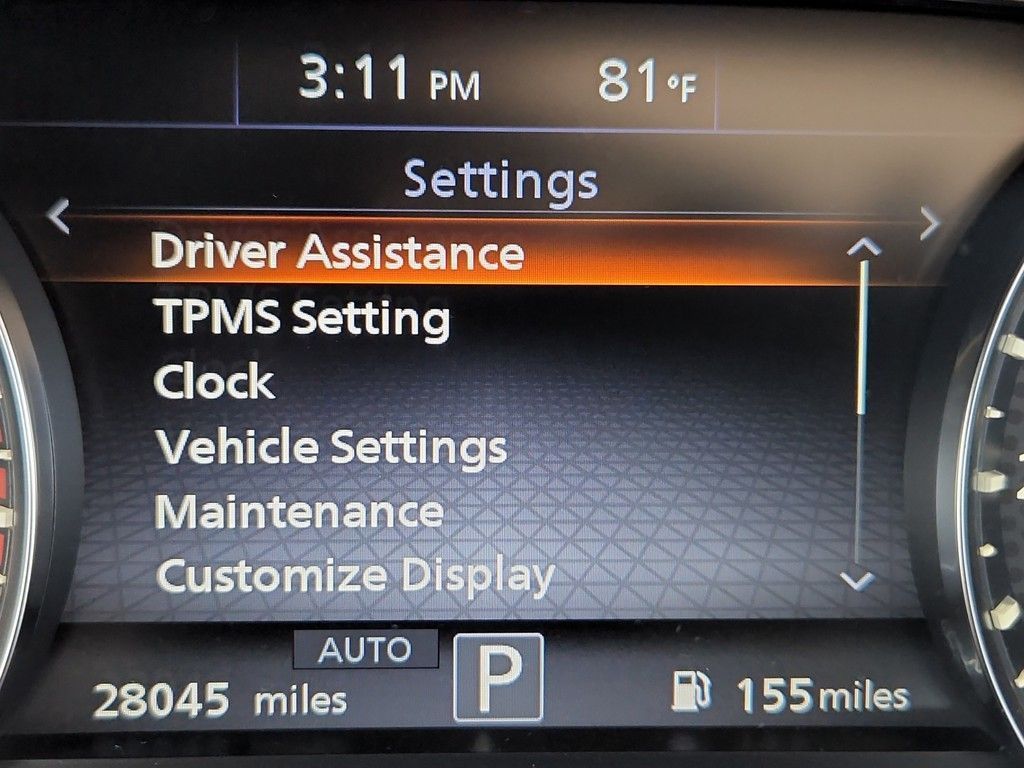 3:11 PM 81°F
Settings
Driver Assistance
TPMS Setting
Clock
Vehicle Settings
Maintenance
Customize Display
AUTO
P
28045 miles
155 miles